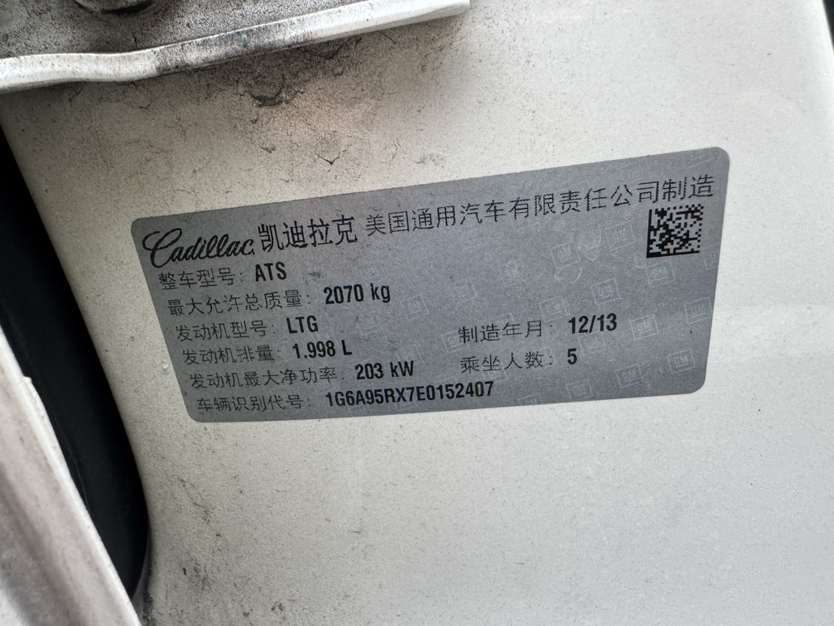 Cadillac 凯迪拉克 美国通用汽车有限责任公司制造
整车型号: ATS
最大允许总质量: 2070 kg
发动机型号: LTG 制造年月: 12/13
发动机排量: 1.998 L 乘坐人数: 5
发动机最大净功率: 203 kW
车辆识别代号: 1G6A95RX7E0152407